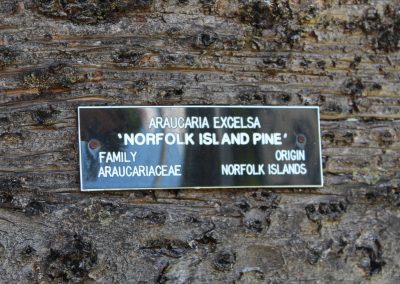 ARAUCARIA EXCELSA
'NORFOLK ISLAND PINE'
FAMILY ORIGIN
ARAUCARIACEAE NORFOLK ISLANDS